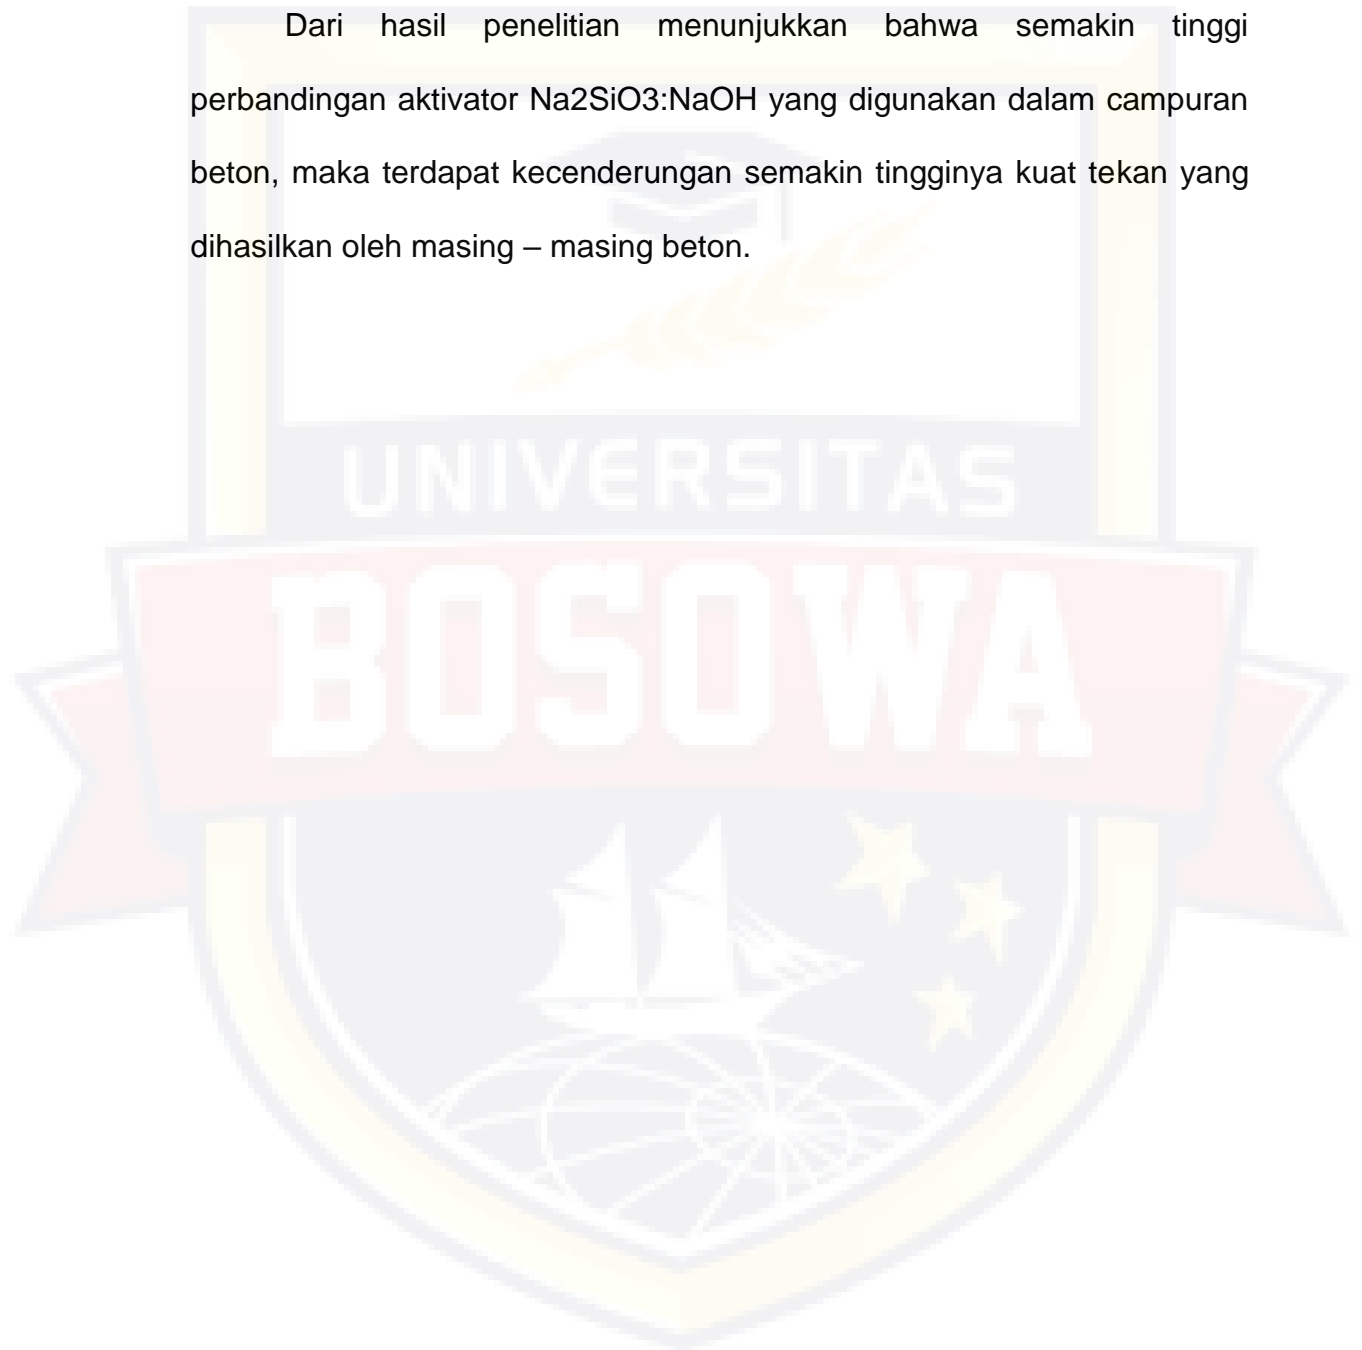 Dari hasil penelitian menunjukkan bahwa semakin tinggi
perbandingan aktivator Na2SiO3:NaOH yang digunakan dalam campuran
beton, maka terdapat kecenderungan semakin tingginya kuat tekan yang
dihasilkan oleh masing – masing beton.
UNIVERSITAS
BOSOWA